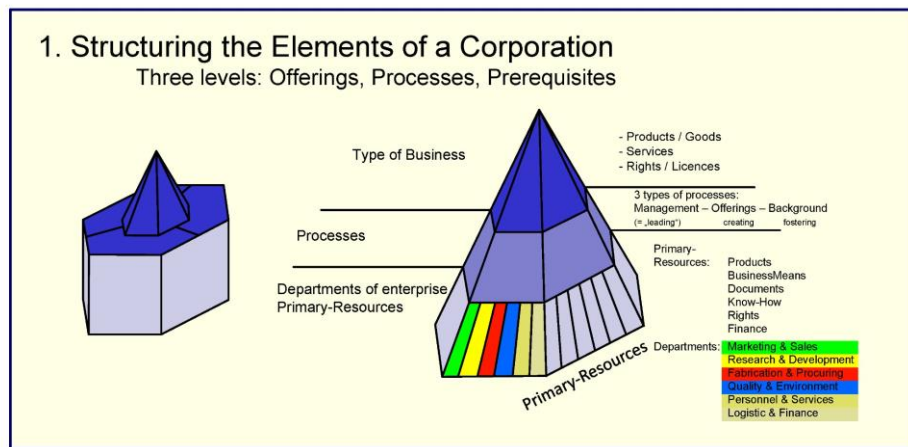 1. Structuring the Elements of a Corporation
Three levels: Offerings, Processes, Prerequisites
Type of Business
- Products / Goods
- Services
- Rights / Licences
3 types of processes:
Management – Offerings – Background
(= „leading“) creating fostering
Processes
Departments of enterprise
Primary-Resources
Primary-
Resources:
Products
BusinessMeans
Documents
Know-How
Rights
Finance
Primary-Resources
Departments:
Marketing & Sales
Research & Development
Fabrication & Procuring
Quality & Environment
Personnel & Services
Logistic & Finance